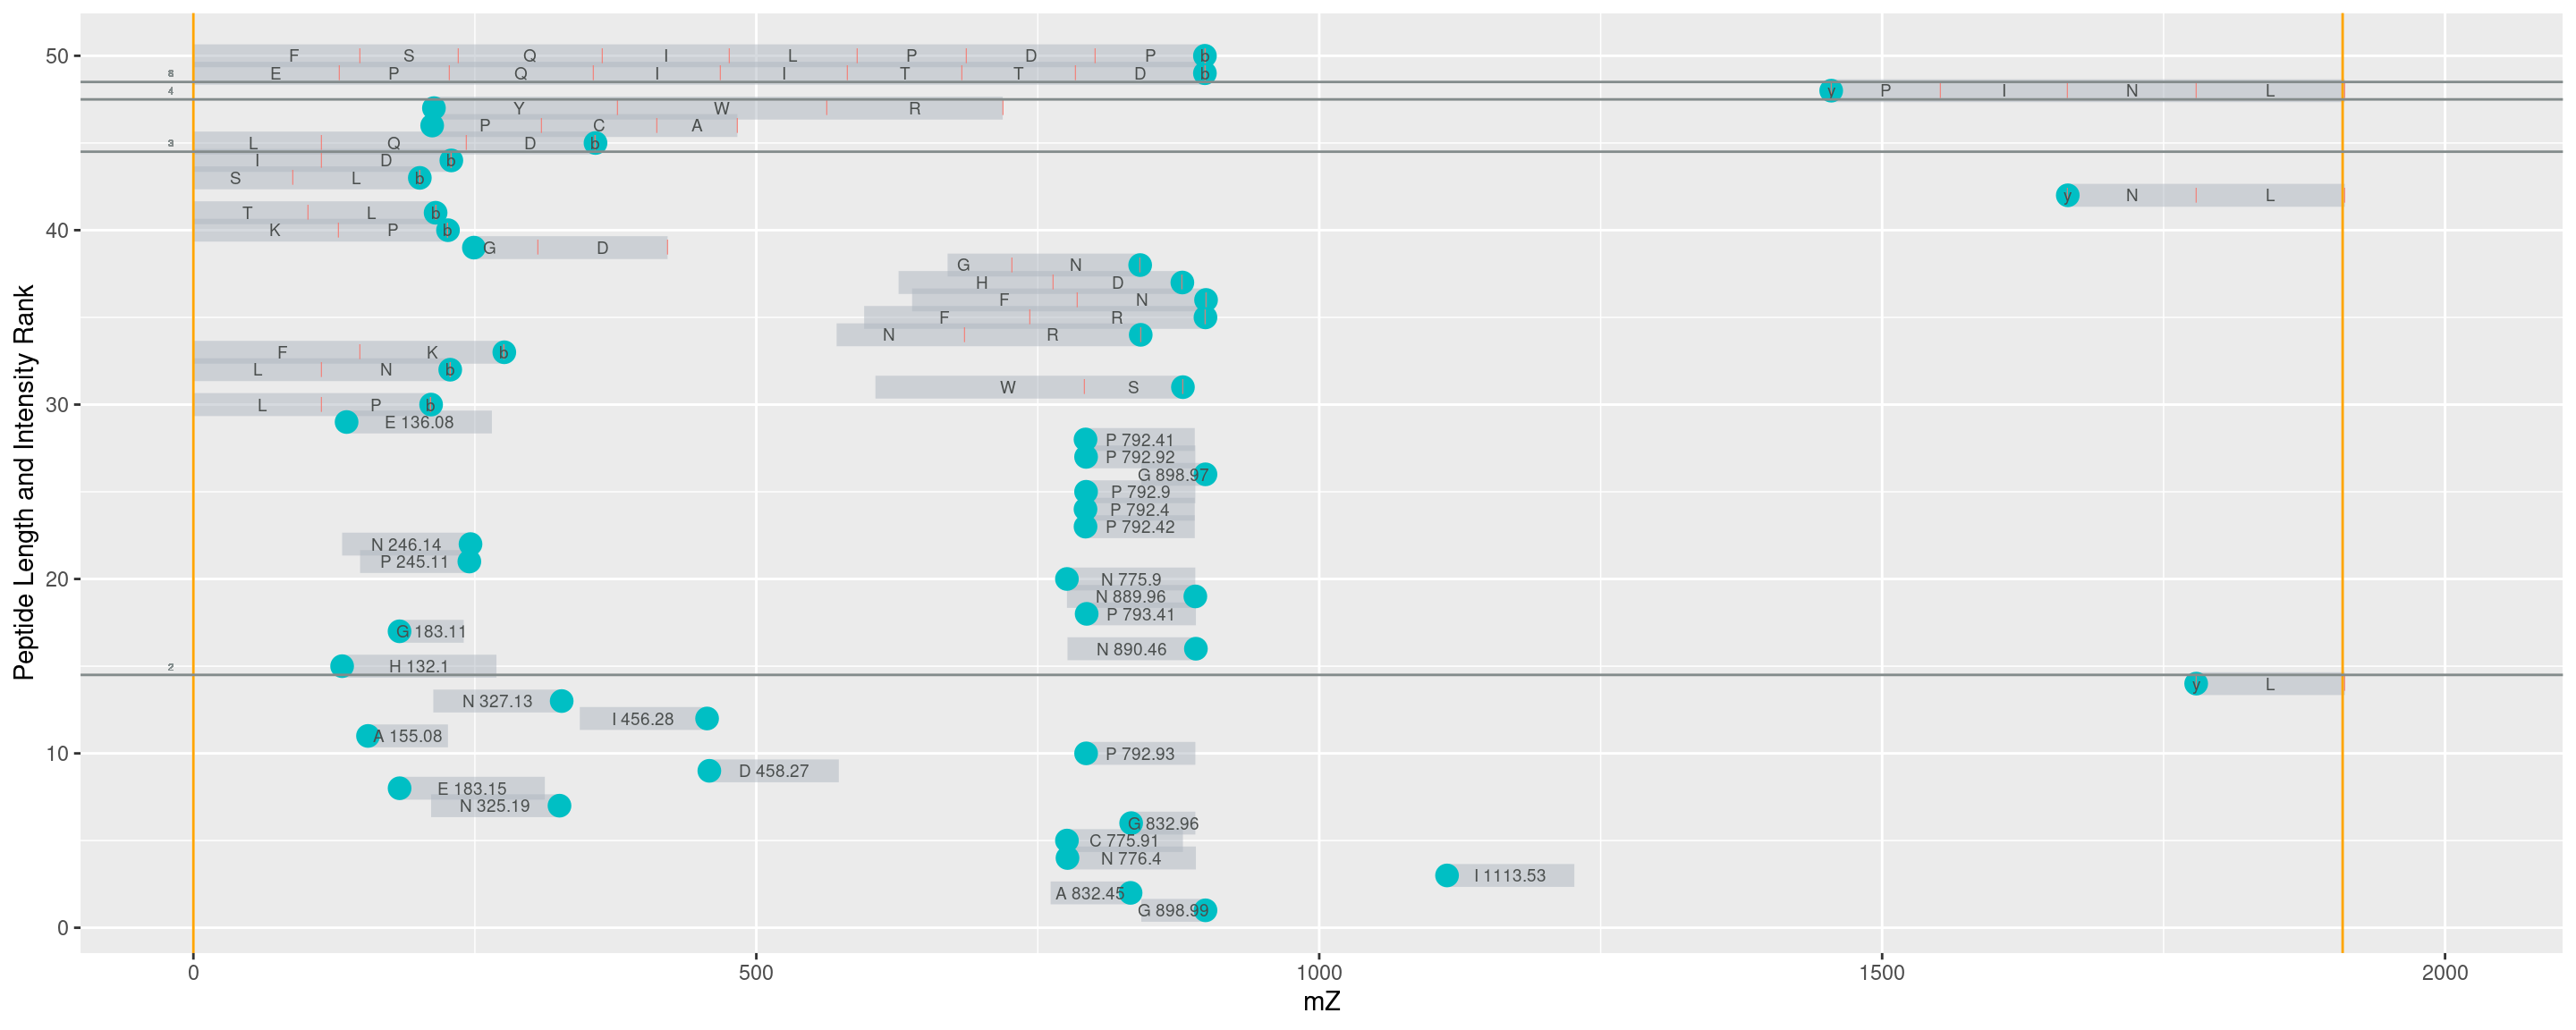 Peptide Length and Intensity Rank
50
F S Q I L P D P b
8
E P Q I I T T D b
4
y P I N L
Y W R
P C A
3
L Q D b
I D b
S L b
y N L
T L b
40
K P b
G D
G N
H D
F N
F R
N R
F K b
L N b
W S
30
L P b
E 136.08
P 792.41
P 792.92
G 898.97
P 792.9
P 792.4
P 792.42
N 246.14
P 245.11
20
N 775.9
N 889.96
P 793.41
G 183.11
N 890.46
2
H 132.1
y L
N 327.13
I 456.28
A 155.08
10
P 792.93
D 458.27
E 183.15
N 325.19
G 832.96
C 775.91
N 776.4
I 1113.53
A 832.45
G 898.99
0
0 500 1000 1500 2000
mZ